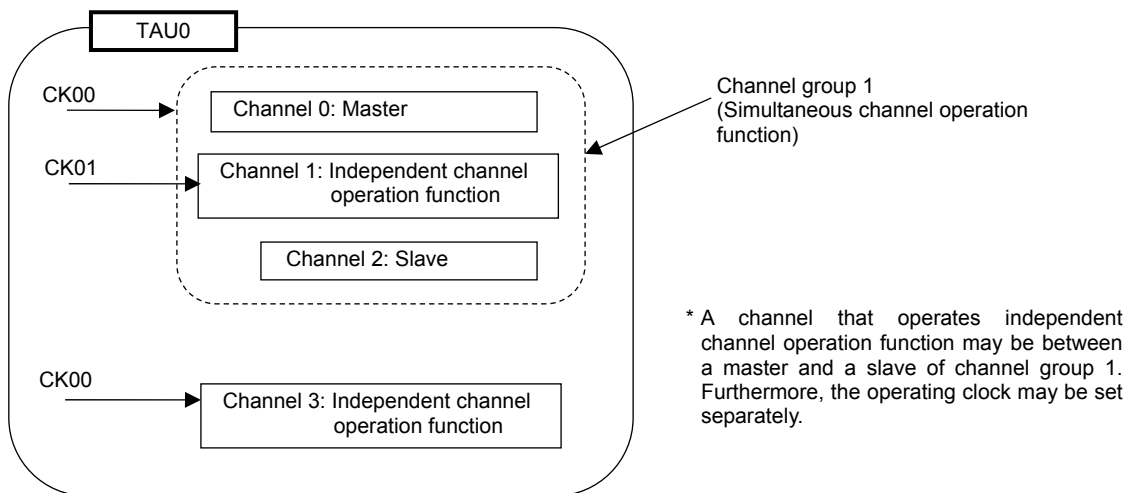 TAU0
CK00
Channel 0: Master
Channel group 1
(Simultaneous channel operation
function)
CK01
Channel 1: Independent channel
operation function
Channel 2: Slave
* A channel that operates independent
channel operation function may be between
a master and a slave of channel group 1.
Furthermore, the operating clock may be set
separately.
CK00
Channel 3: Independent channel
operation function